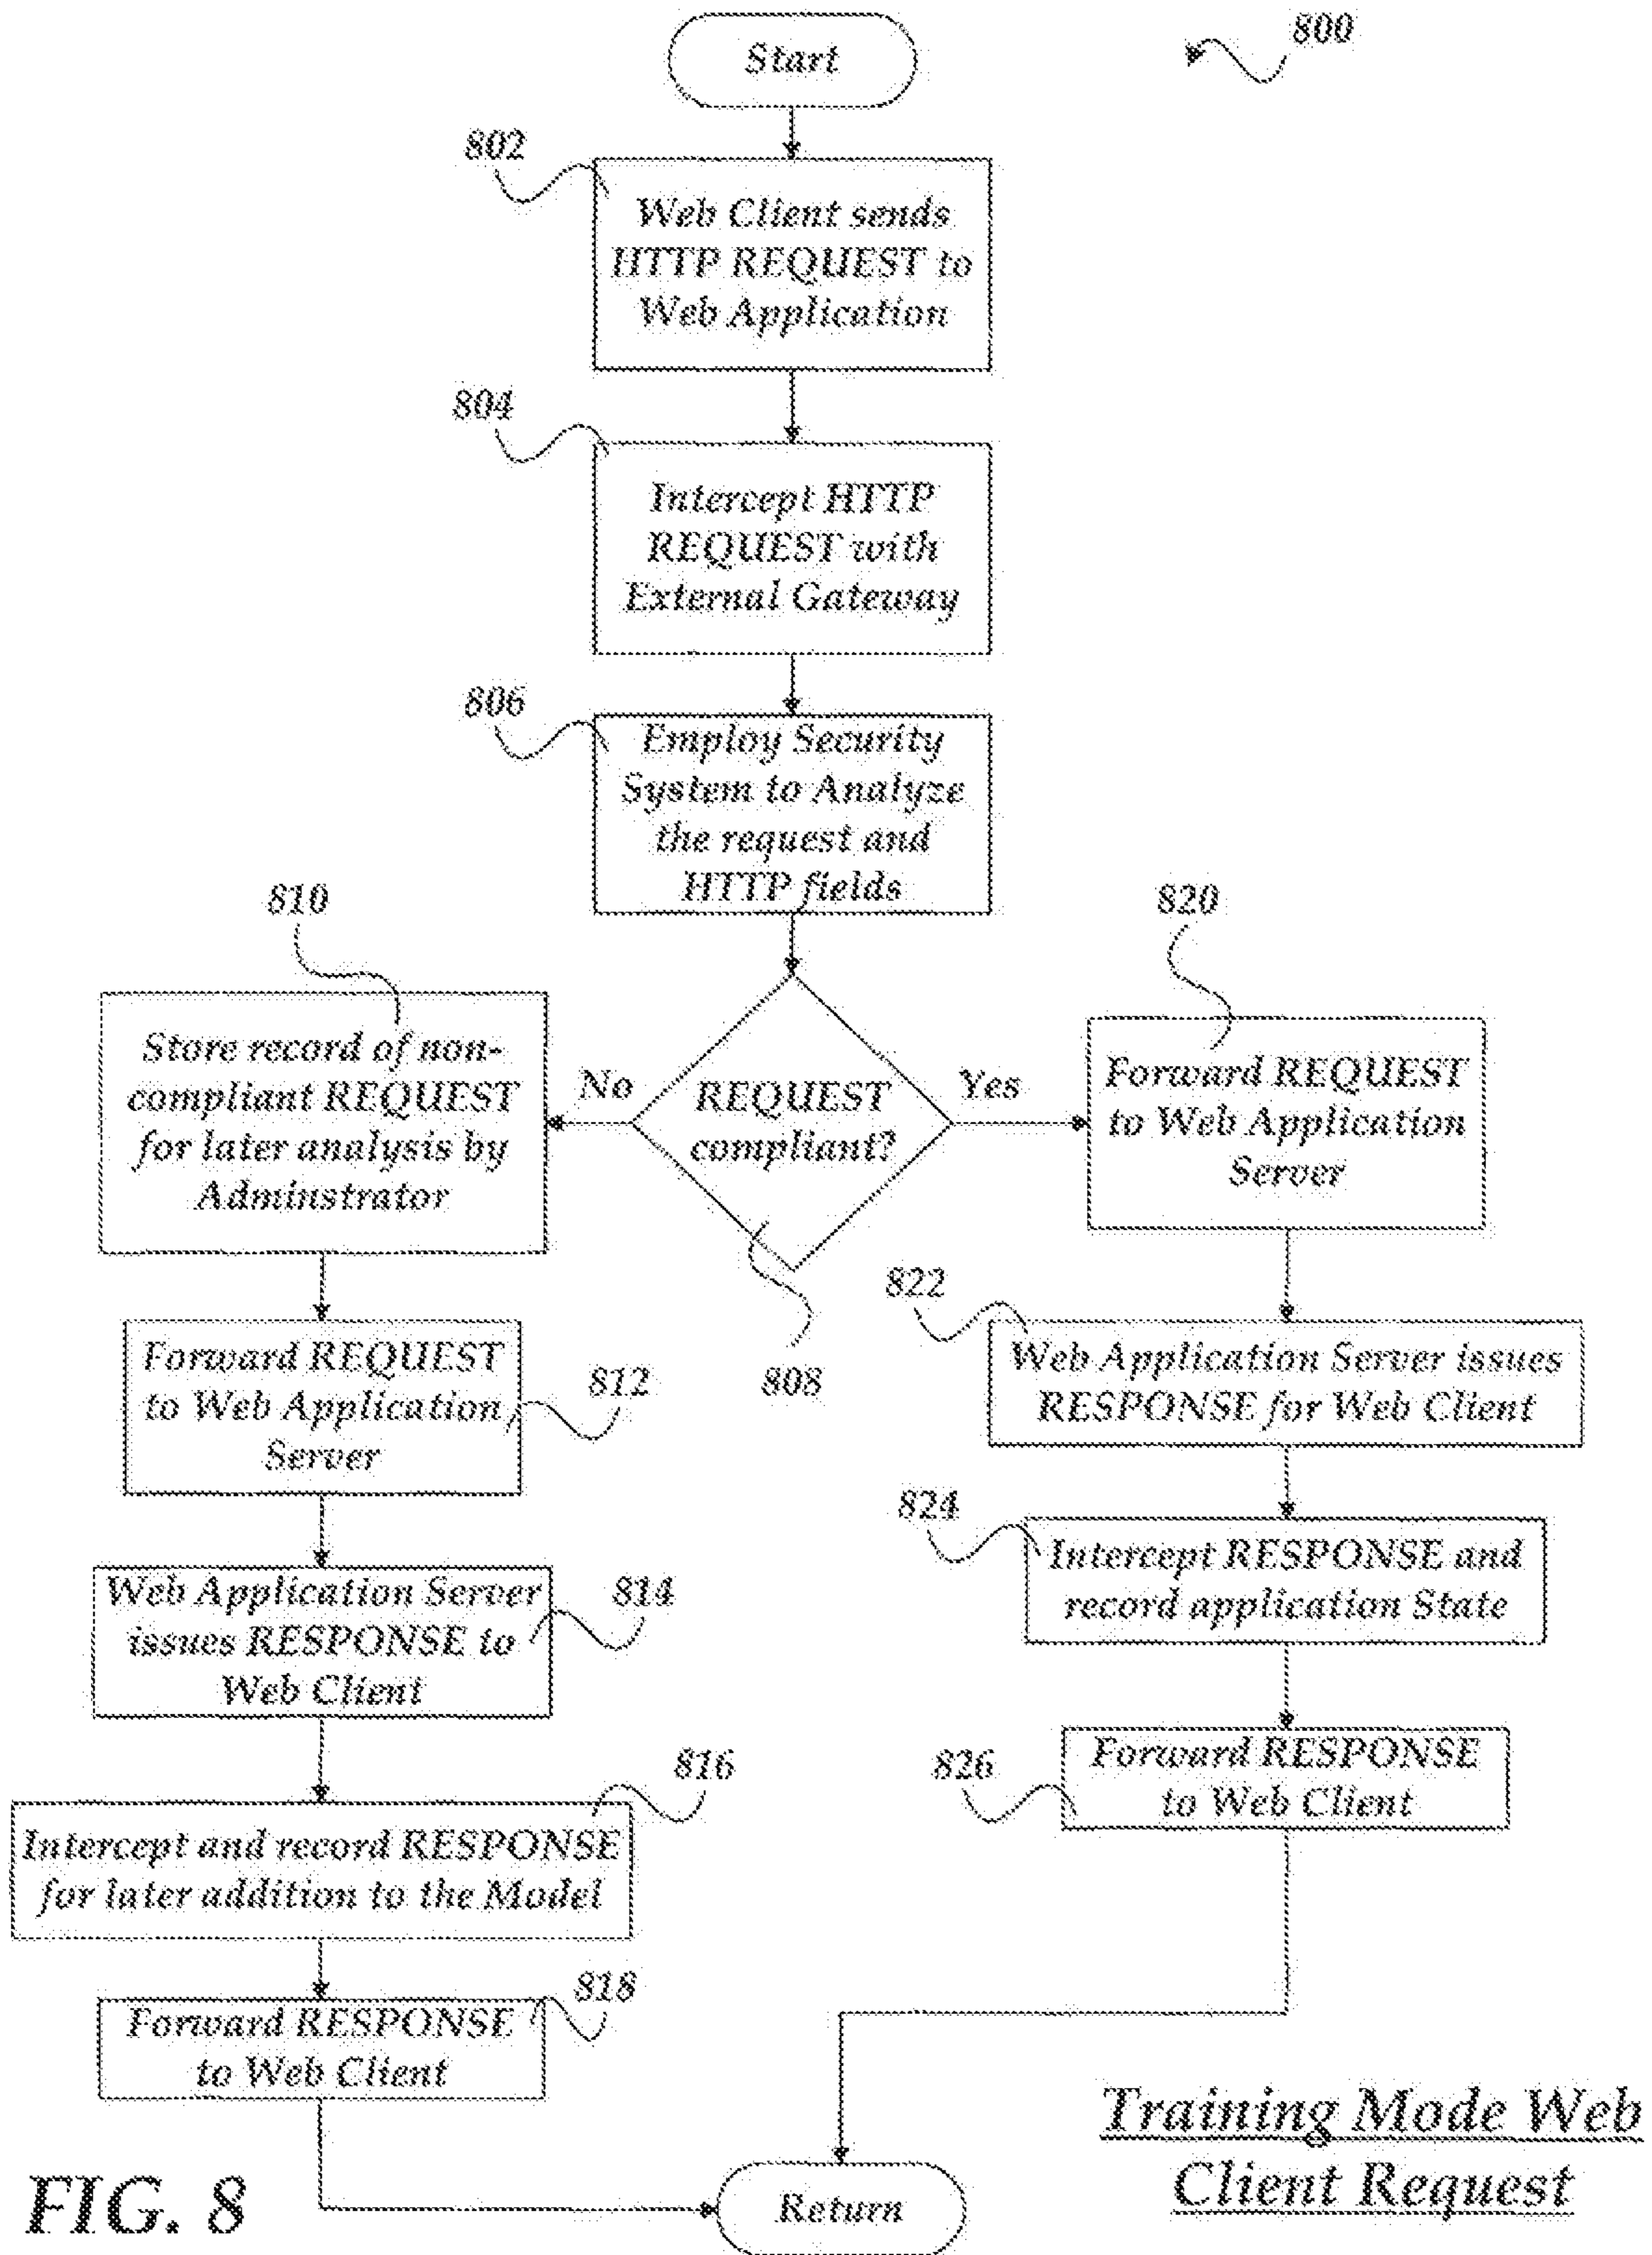 800
Start
802
Web Client sends
HTTP REQUEST to
Web Application
804
Intercept HTTP
REQUEST with
External Gateway
806
Employ Security
System to Analyze
the request and
HTTP fields
810
820
Store record of non-
compliant REQUEST
for later analysis by
Adminstrator
No
REQUEST
compliant?
Yes
Forward REQUEST
to Web Application
Server
808
822
Forward REQUEST
to Web Application
Server
812
Web Application Server issues
RESPONSE for Web Client
824
Web Application Server
issues RESPONSE to
Web Client
814
Intercept RESPONSE and
record application State
816
826
Forward RESPONSE
to Web Client
Intercept and record RESPONSE
for later addition to the Model
818
Forward RESPONSE
to Web Client
Training Mode Web
Client Request
FIG. 8
Return